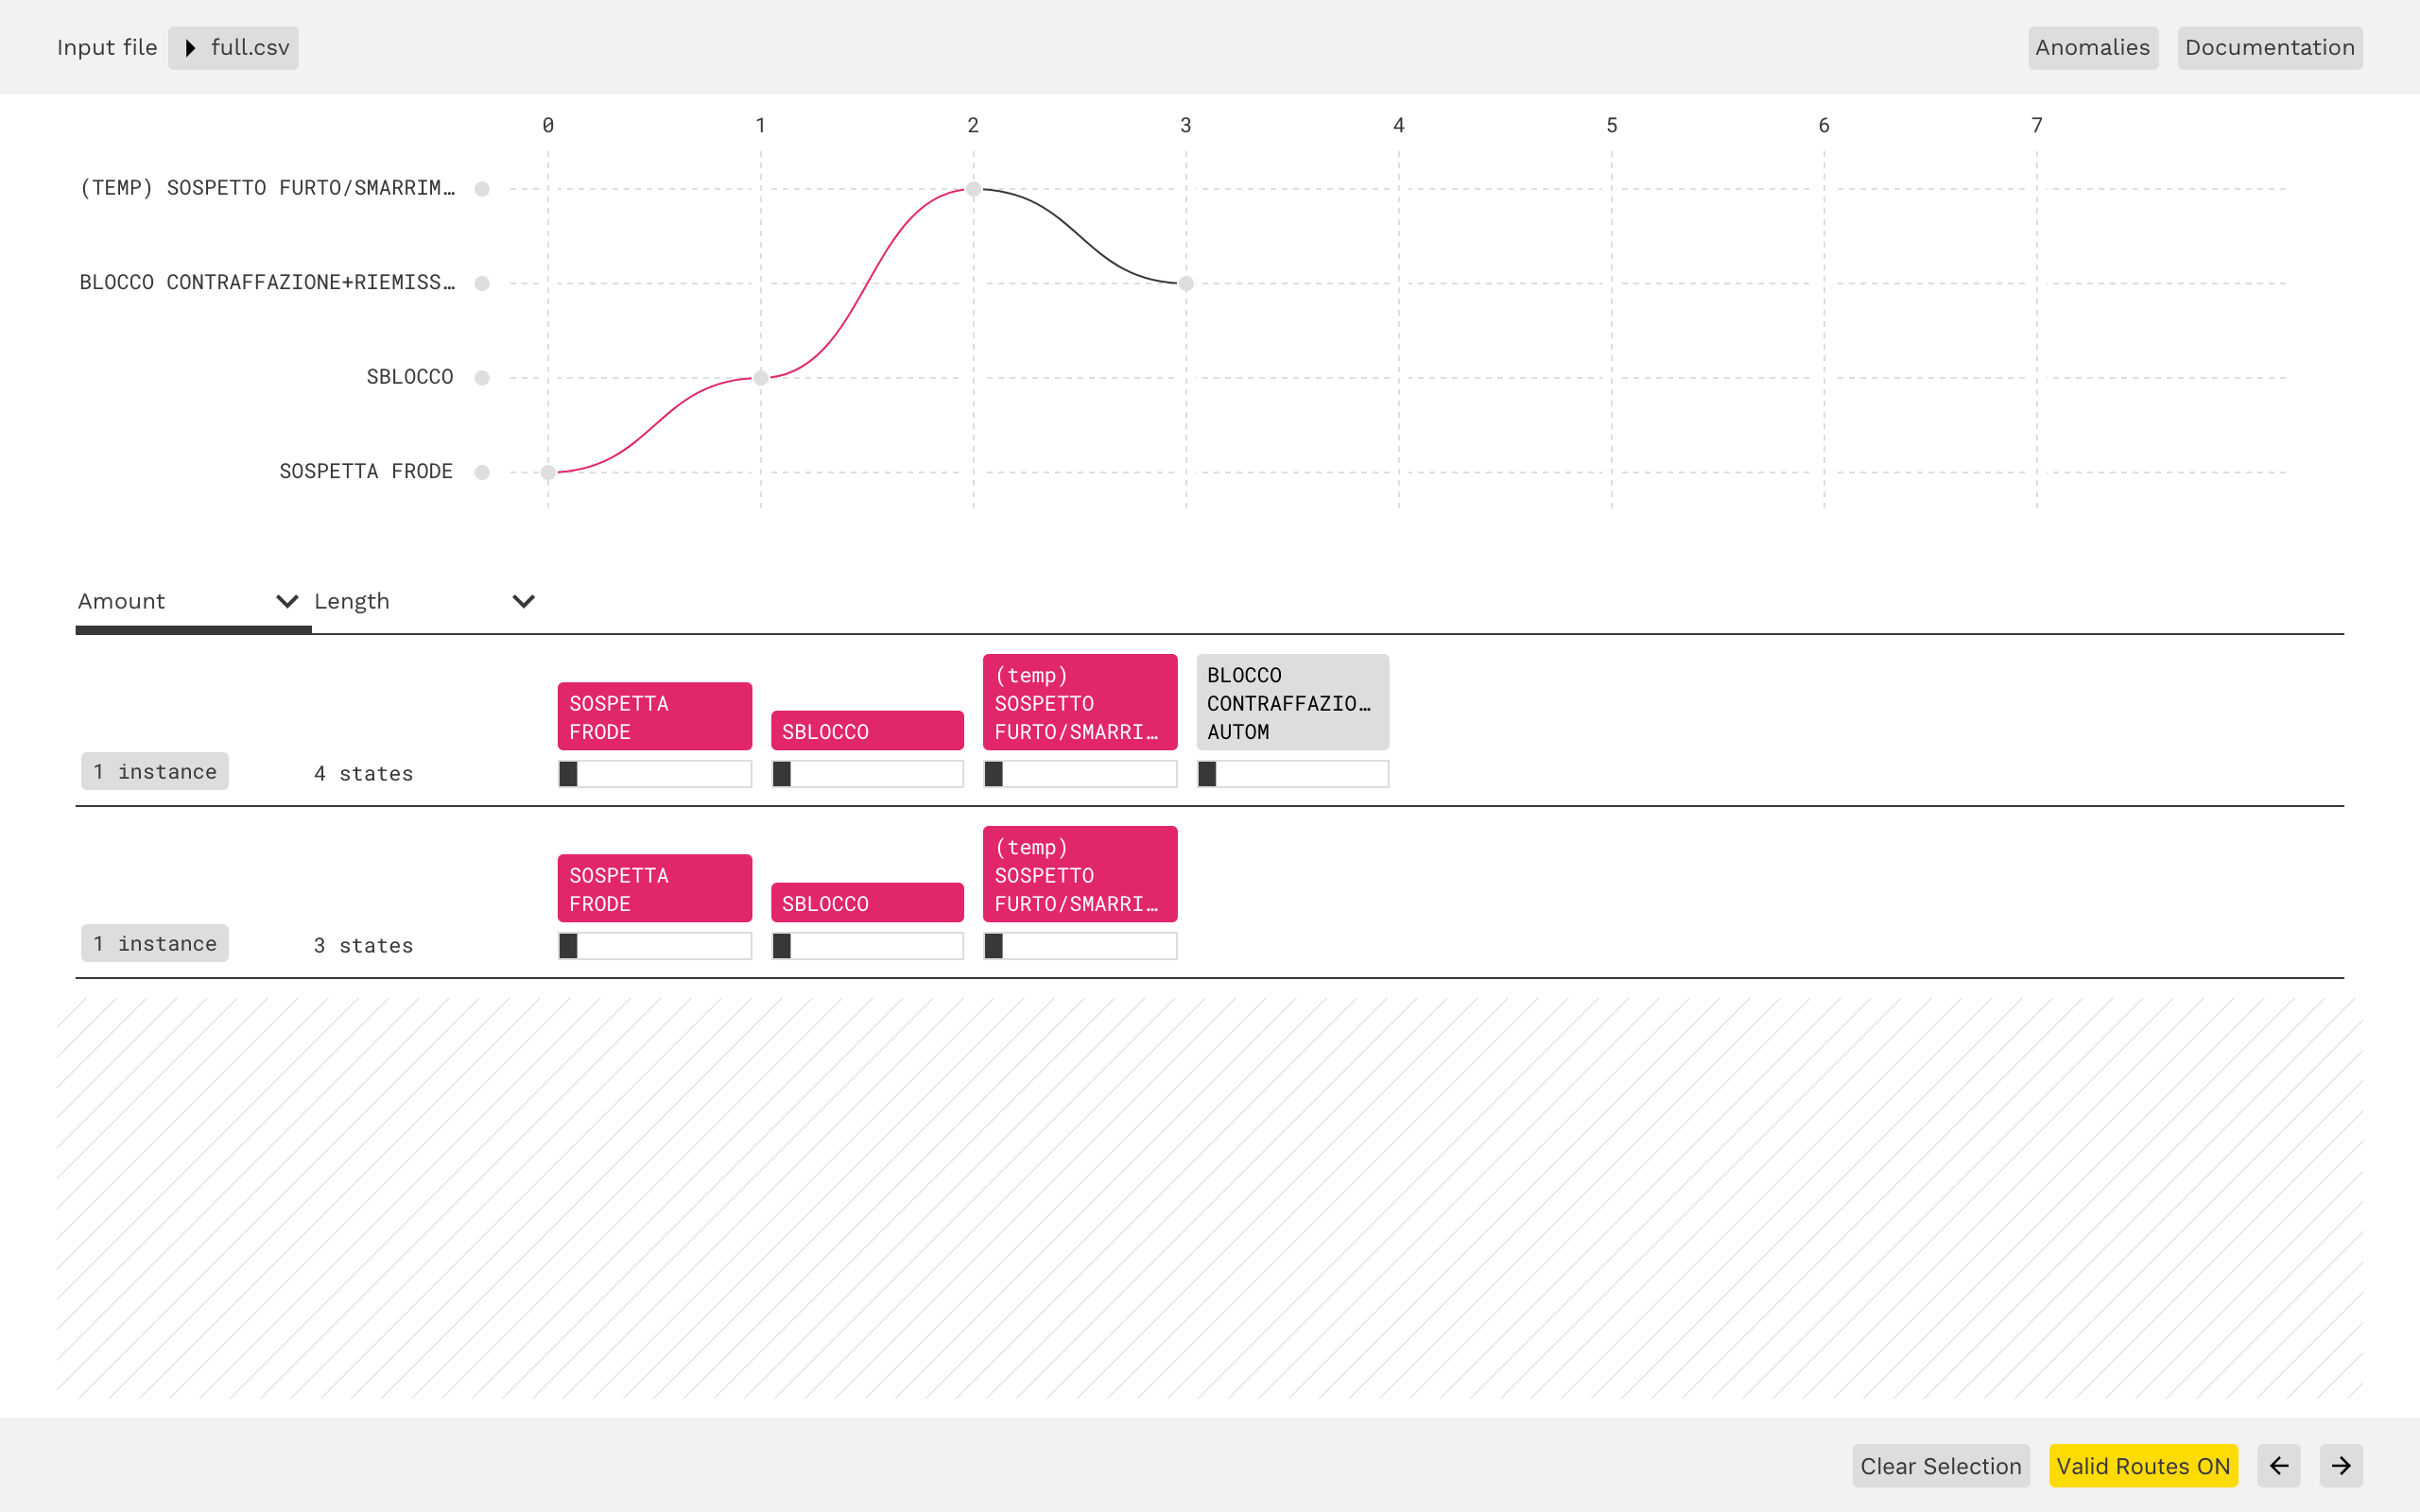 Input file full.csv Anomalies Documentation
0 1 2 3 4 5 6 7
(TEMP) SOSPETTO FURTO/SMARRIM…
BLOCCO CONTRAFFAZIONE+RIEMISS…
SBLOCCO
SOSPETTA FRODE
Amount Length
SOSPETTA
FRODE
SBLOCCO
(temp)
SOSPETTO
FURTO/SMARRI…
BLOCCO
CONTRAFFAZIO…
AUTOM
1 instance 4 states
SOSPETTA
FRODE
SBLOCCO
(temp)
SOSPETTO
FURTO/SMARRI…
1 instance 3 states
Clear Selection Valid Routes ON